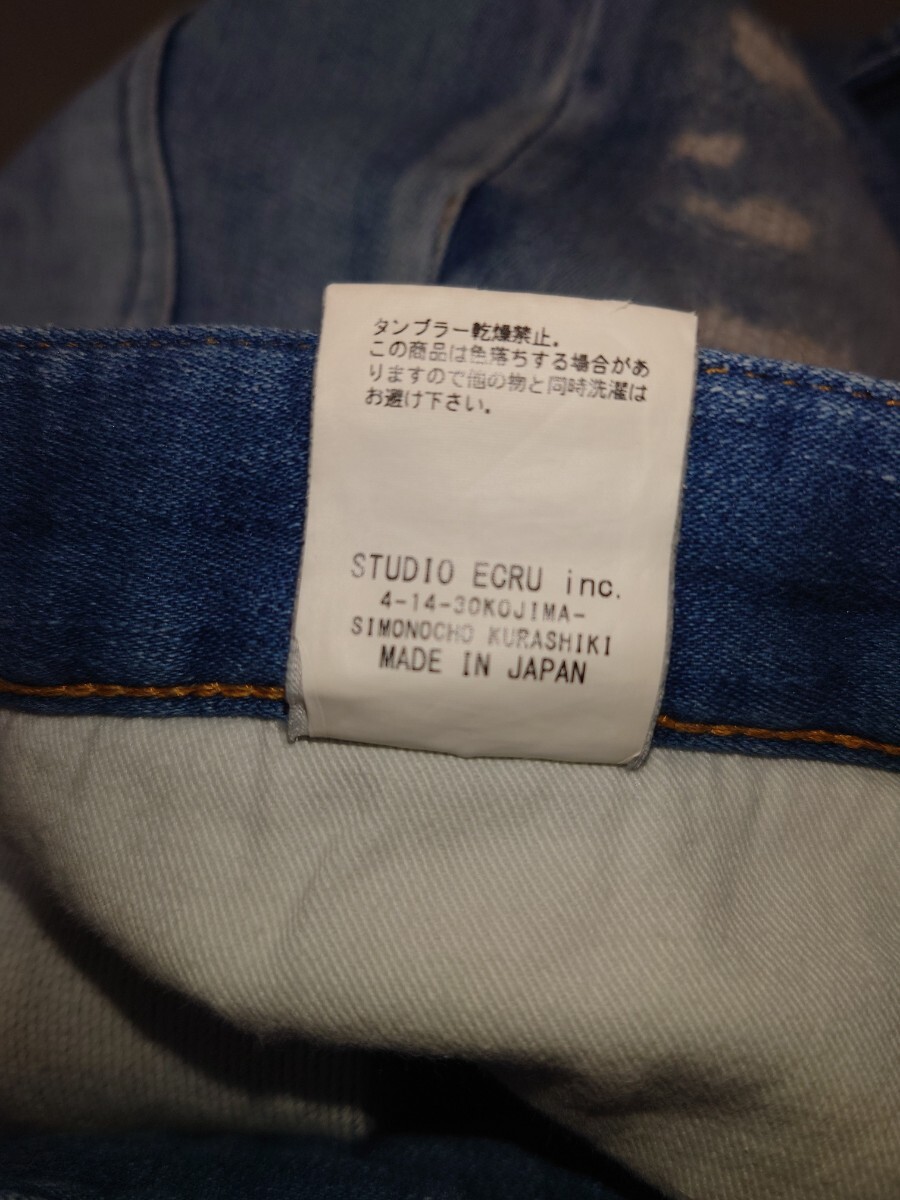 タンブラー乾燥禁止。
この商品は色落ちする場合があ
りますので他の物と同時洗濯は
お避け下さい。
STUDIO ECRU inc.
4-14-30KOJIMA-
SIMONOCHO KURASHIKI
MADE IN JAPAN